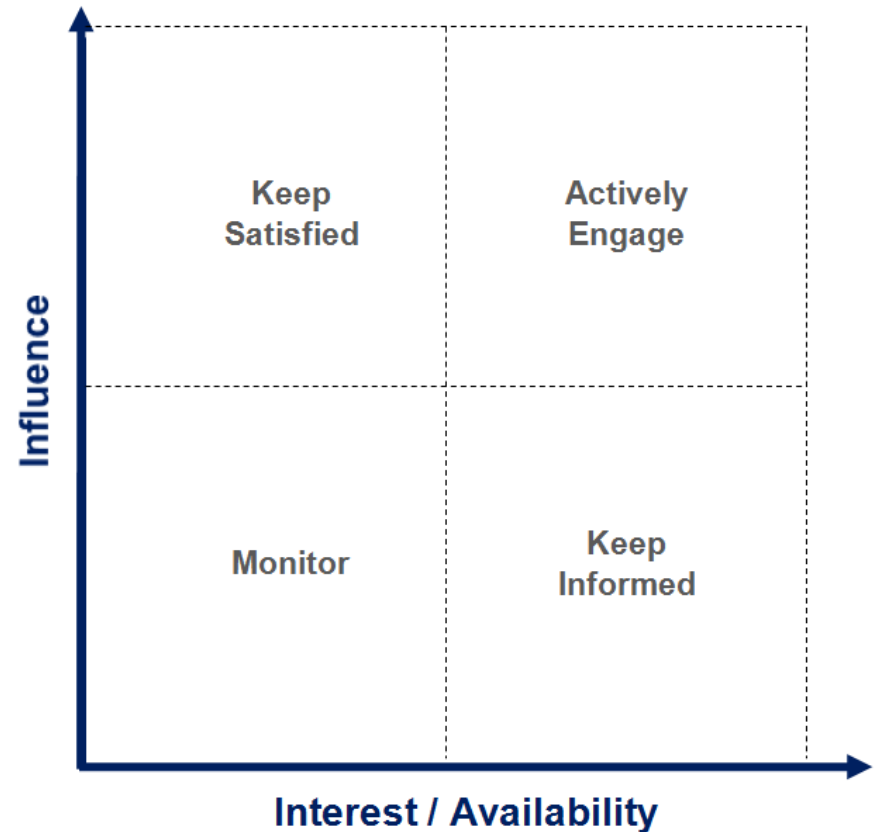 Keep
Satisfied
Actively
Engage
Influence
Monitor
Keep
Informed
Interest / Availability